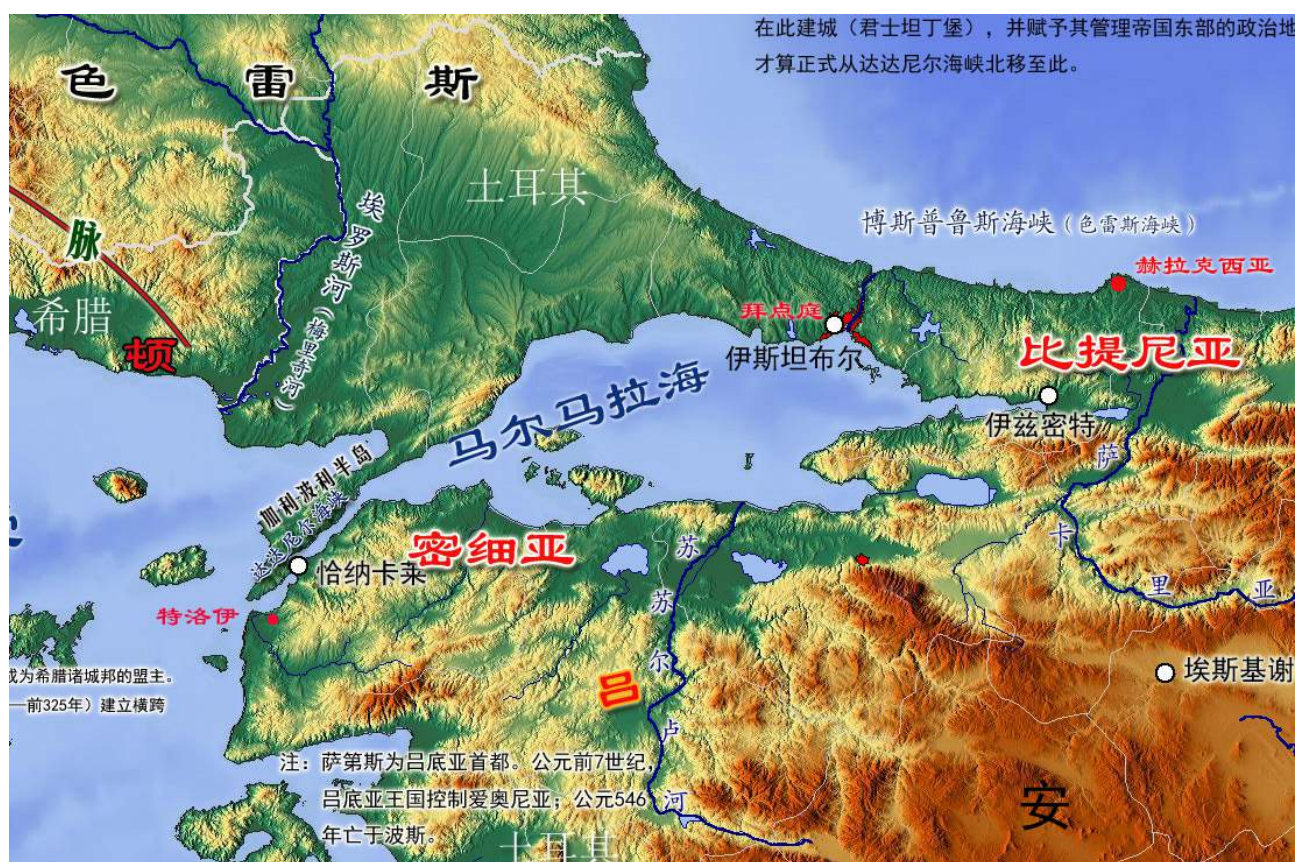 在此建城（君士坦丁堡），并赋予其管理帝国东部的政治地
才算正式从达达尼尔海峡北移至此。
色雷斯
土耳其
埃罗斯河（梅里奇河）
博斯普鲁斯海峡（色雷斯海峡）
脉
赫拉克西亚
希腊
拜点庭
顿
伊斯坦布尔
比提尼亚
马尔马拉海
伊兹密特
加利波利半岛
达达尼尔海峡
密细亚
恰纳卡莱
萨卡里亚
苏苏尔卢河
特洛伊
成为希腊诸城邦的盟主。
—前325年）建立横跨
埃斯基谢
吕
注：萨第斯为吕底亚首都。公元前7世纪，
吕底亚王国控制爱奥尼亚；公元546
年亡于波斯。
安
土耳其